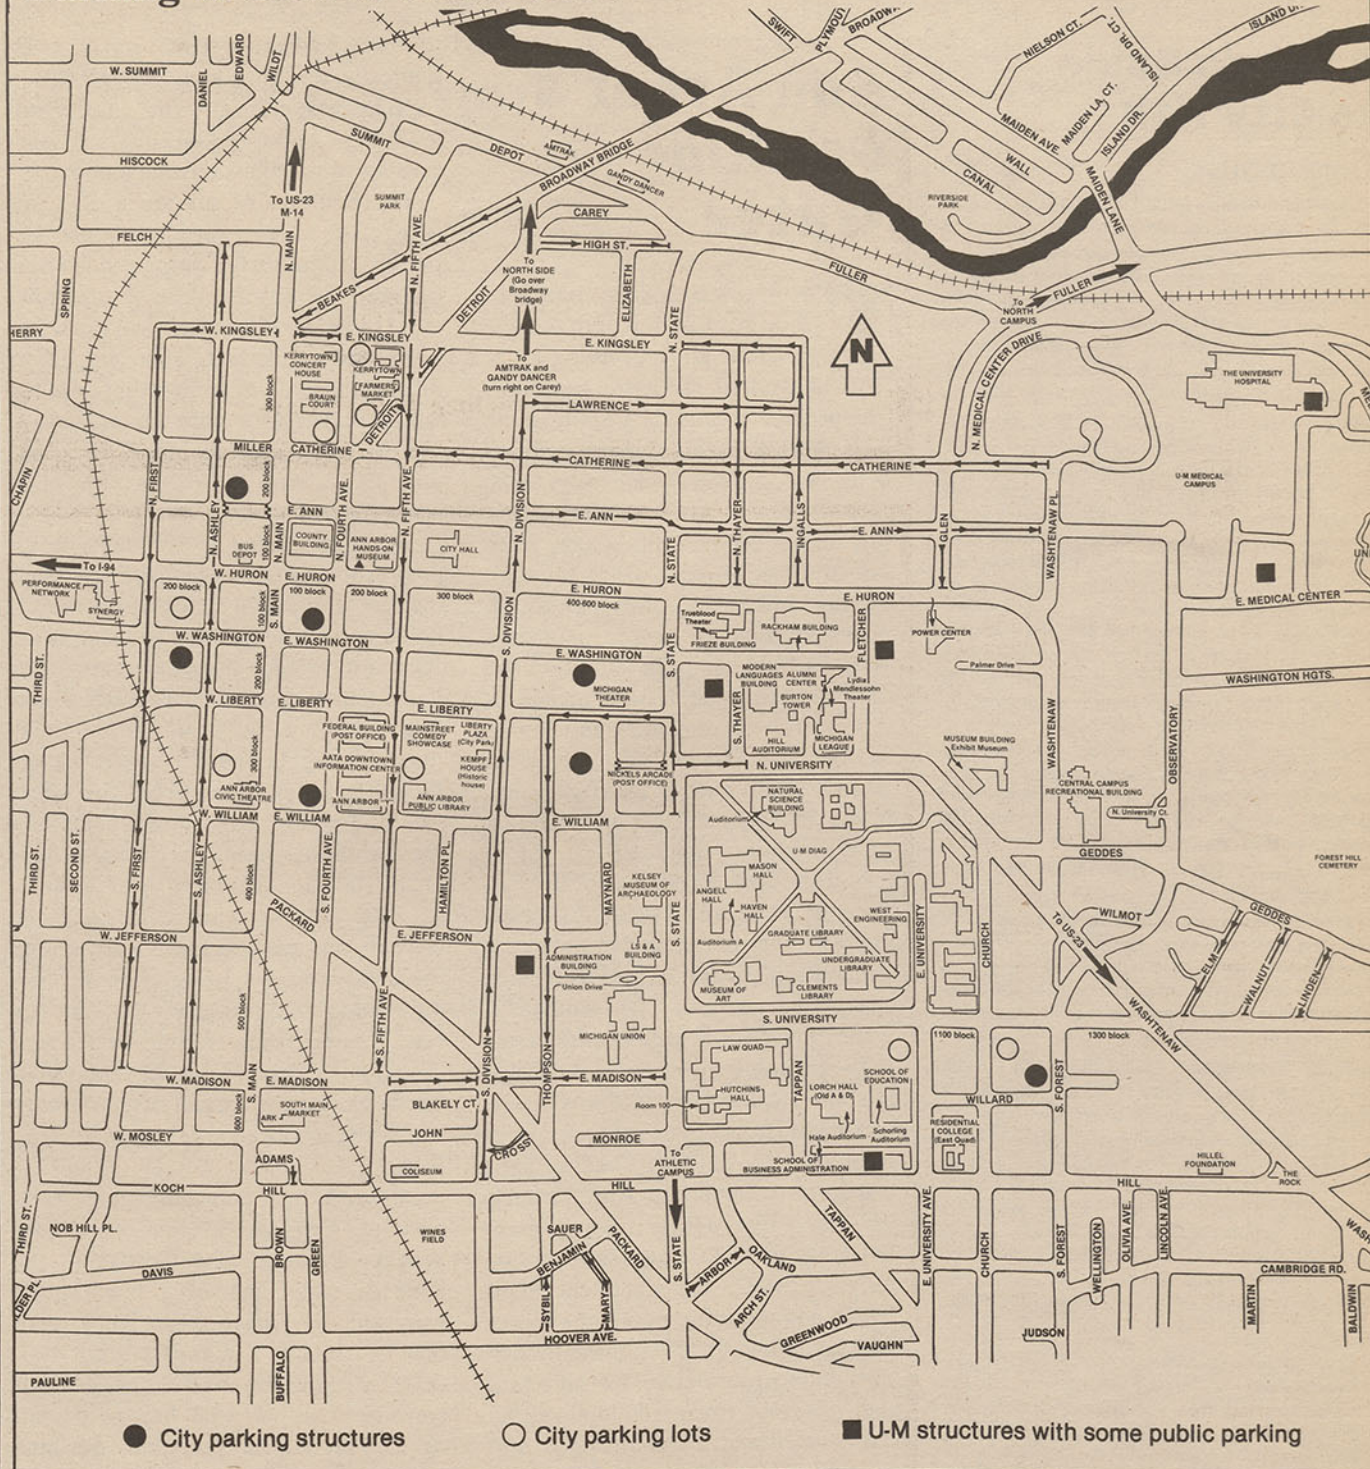 SWIFT
PLYMOU
BROADW
NIELSON CT.
ISLAND DR. CT.
ISLAND DR.
W. SUMMIT
DANIEL
EDWARD
WILDT
SUMMIT
DEPOT
AMTRAK
BROADWAY BRIDGE
MAIDEN AVE.
MAIDEN LA. CT.
ISLAND DR.
WALL
CANAL
MAIDEN LANE
HISCOCK
To US-23
M-14
SUMMIT
PARK
GANDY DANCER
CAREY
RIVERSIDE
PARK
FELCH
N. MAIN
N. FIFTH AVE.
HIGH ST.
FULLER
FULLER
To
NORTH SIDE
(Go over
Broadway
bridge)
SPRING
BEAKES
DETROIT
ELIZABETH
N. STATE
To
NORTH
CAMPUS
HERRY
W. KINGSLEY
E. KINGSLEY
E. KINGSLEY
N
N. MEDICAL CENTER DRIVE
KERRYTOWN
CONCERT
HOUSE
KERRYTOWN
FARMERS
MARKET
BRAUN
COURT
300 block
To
AMTRAK and
GANDY DANCER
(turn right on Carey)
THE UNIVERSITY
HOSPITAL
LAWRENCE
DETROIT
MILLER
CATHERINE
CATHERINE
CATHERINE
U-M MEDICAL
CAMPUS
CHAPIN
N. FIRST
N. ASHLEY
200 block
N. MAIN
N. FOURTH AVE.
N. FIFTH AVE.
N. DIVISION
N. STATE
N. THAYER
INGALLS
GLEN
WASHTENAW PL.
E. ANN
E. ANN
E. ANN
BUS
DEPOT
100 block
COUNTY
BUILDING
ANN ARBOR
HANDS-ON
MUSEUM
CITY HALL
To I-94
W. HURON
E. HURON
E. HURON
E. HURON
PERFORMANCE
NETWORK
SYNERGY
200 block
100 block
100 block
200 block
300 block
400-600 block
E. MEDICAL CENTER
S. MAIN
S. DIVISION
S. STATE
Trueblood
Theater
FRIEZE BUILDING
RACKHAM BUILDING
FLETCHER
POWER CENTER
W. WASHINGTON
E. WASHINGTON
E. WASHINGTON
Palmer Drive
WASHINGTON HGTS.
THIRD ST.
200 block
MICHIGAN
THEATER
MODERN
LANGUAGES
BUILDING
ALUMNI
CENTER
Lydia
Mendelssohn
Theater
BURTON
TOWER
S. THAYER
HILL
AUDITORIUM
MICHIGAN
LEAGUE
W. LIBERTY
E. LIBERTY
E. LIBERTY
FEDERAL BUILDING
(POST OFFICE)
MAINSTREET
COMEDY
SHOWCASE
LIBERTY
PLAZA
(City Park)
KEMPF
HOUSE
(Historic
house)
AATA DOWNTOWN
INFORMATION CENTER
300 block
ANN ARBOR
CIVIC THEATRE
ANN ARBOR
ANN ARBOR
PUBLIC LIBRARY
NICKELS ARCADE
(POST OFFICE)
N. UNIVERSITY
MUSEUM BUILDING
Exhibit Museum
WASHTENAW
OBSERVATORY
CENTRAL CAMPUS
RECREATIONAL BUILDING
N. University Ct.
W. WILLIAM
E. WILLIAM
E. WILLIAM
NATURAL
SCIENCE
BUILDING
Auditorium
U-M DIAG
GEDDES
FOREST HILL
CEMETERY
THIRD ST.
SECOND ST.
S. FIRST
S. ASHLEY
400 block
S. FOURTH AVE.
PACKARD
HAMILTON PL.
MAYNARD
KELSEY
MUSEUM OF
ARCHAEOLOGY
S. STATE
ANGELL
HALL
MASON
HALL
HAVEN
HALL
Auditorium A
WEST
ENGINEERING
GRADUATE LIBRARY
UNDERGRADUATE
LIBRARY
CLEMENTS
LIBRARY
MUSEUM OF
ART
E. UNIVERSITY
CHURCH
WILMOT
GEDDES
To US-23
ELM
WALNUT
LINDEN
W. JEFFERSON
E. JEFFERSON
ADMINISTRATION
BUILDING
LS & A
BUILDING
Union Drive
MICHIGAN UNION
500 block
S. FIFTH AVE.
S. DIVISION
THOMPSON
S. UNIVERSITY
1100 block
1300 block
WASHTENAW
S. MAIN
LAW QUAD
HUTCHINS
HALL
Room 100
TAPPAN
LORCH HALL
(Old A & D)
SCHOOL OF
EDUCATION
Hale Auditorium
Schorling
Auditorium
S. FOREST
WILLARD
RESIDENTIAL
COLLEGE
(East Quad)
W. MADISON
E. MADISON
E. MADISON
600 block
ARK
SOUTH MAIN
MARKET
BLAKELY CT.
JOHN
W. MOSLEY
MONROE
CROSS
COLISEUM
ADAMS
To
ATHLETIC
CAMPUS
SCHOOL OF
BUSINESS ADMINISTRATION
HILLEL
FOUNDATION
THE
ROCK
KOCH
HILL
HILL
HILL
THIRD ST.
NOB HILL PL.
BROWN
GREEN
WINES
FIELD
SAUER
BENJAMIN
PACKARD
S. STATE
ARBOR
OAKLAND
TAPPAN
E. UNIVERSITY AVE.
CHURCH
S. FOREST
WELLINGTON
OLIVIA AVE.
LINCOLN AVE.
WASH
CAMBRIDGE RD.
DAVIS
LDER PL.
SYBIL
MARY
ARCH ST.
GREENWOOD
VAUGHN
JUDSON
MARTIN
BALDWIN
HOOVER AVE.
PAULINE
BUFFALO
City parking structures
City parking lots
U-M structures with some public parking